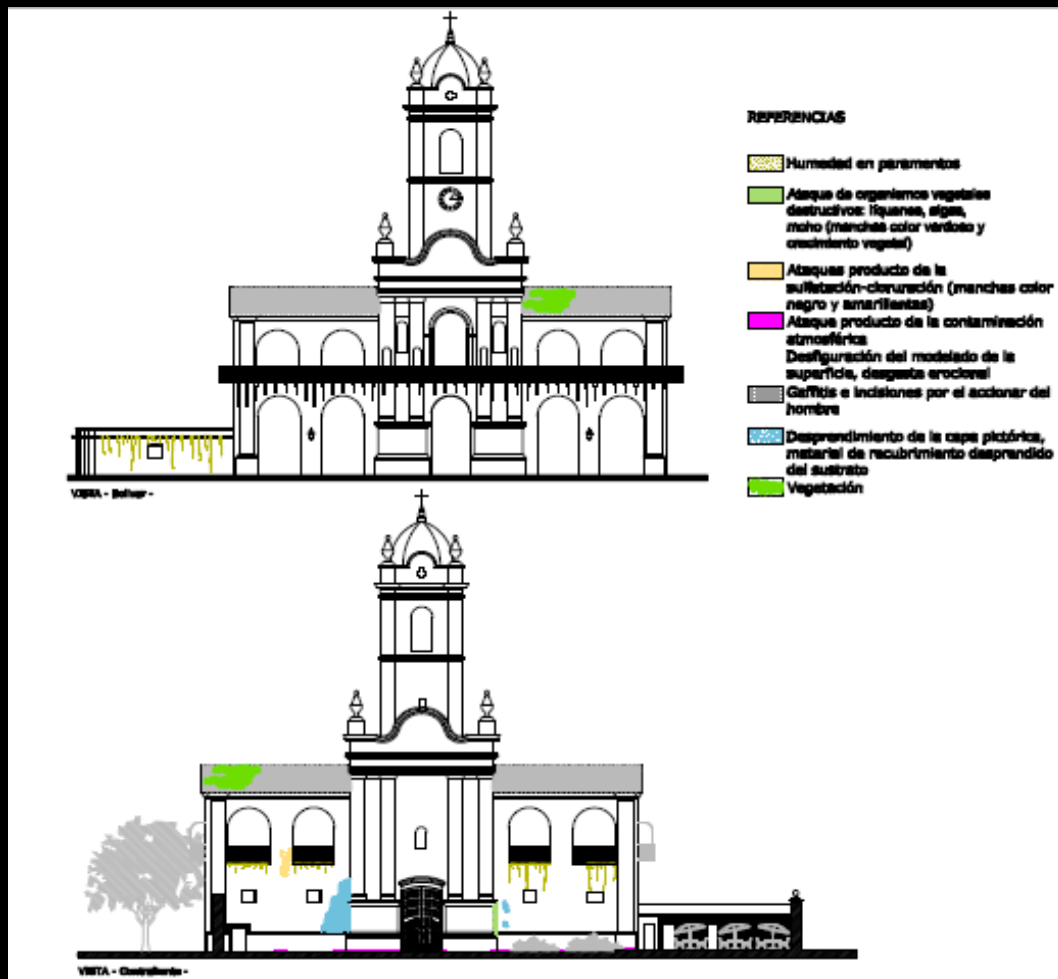 REFERENCIAS
Humedad en paramentos
Ataque de organismos vegetales
destructivos: líquenes, algas,
moho (manchas color verdoso y
crecimiento vegetal)
Ataques producto de la
sulfatación-cloruración (manchas color
negro y amarillentas)
Ataque producto de la contaminación
atmosférica
Desfiguración del modelado de la
superficie, desgaste erocional
Gaffitis e incisiones por el accionar del
hombre
Desprendimiento de la capa pictórica,
material de recubrimiento desprendido
del sustrato
Vegetación
VISTA - Bolivar -
VISTA - Contrafrente -